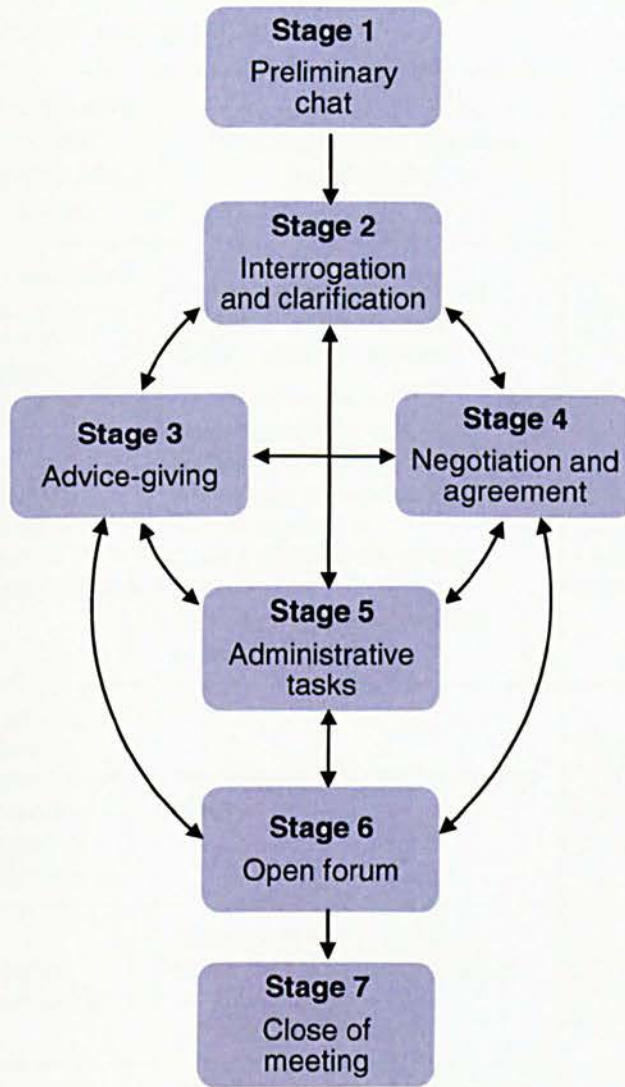 Stage 1
Preliminary
chat
Stage 2
Interrogation
and clarification
Stage 3
Advice-giving
Stage 4
Negotiation and
agreement
Stage 5
Administrative
tasks
Stage 6
Open forum
Stage 7
Close of
meeting